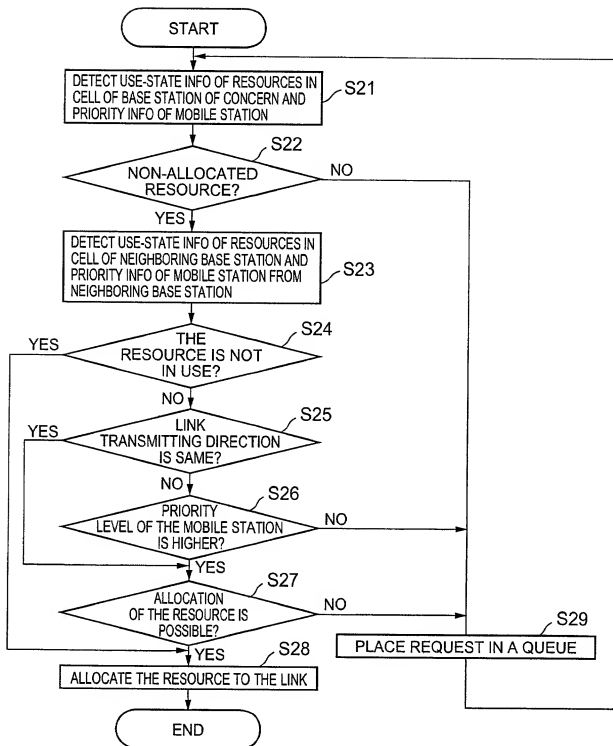 START
DETECT USE-STATE INFO OF RESOURCES IN
CELL OF BASE STATION OF CONCERN AND
PRIORITY INFO OF MOBILE STATION
S21
S22
NON-ALLOCATED
RESOURCE?
NO
YES
DETECT USE-STATE INFO OF RESOURCES IN
CELL OF NEIGHBORING BASE STATION AND
PRIORITY INFO OF MOBILE STATION FROM
NEIGHBORING BASE STATION
S23
S24
YES
THE
RESOURCE IS NOT
IN USE?
NO
S25
YES
LINK
TRANSMITTING DIRECTION
IS SAME?
NO
S26
PRIORITY
LEVEL OF THE MOBILE STATION
IS HIGHER?
NO
YES
S27
ALLOCATION
OF THE RESOURCE IS
POSSIBLE?
NO
YES
S29
PLACE REQUEST IN A QUEUE
S28
ALLOCATE THE RESOURCE TO THE LINK
END